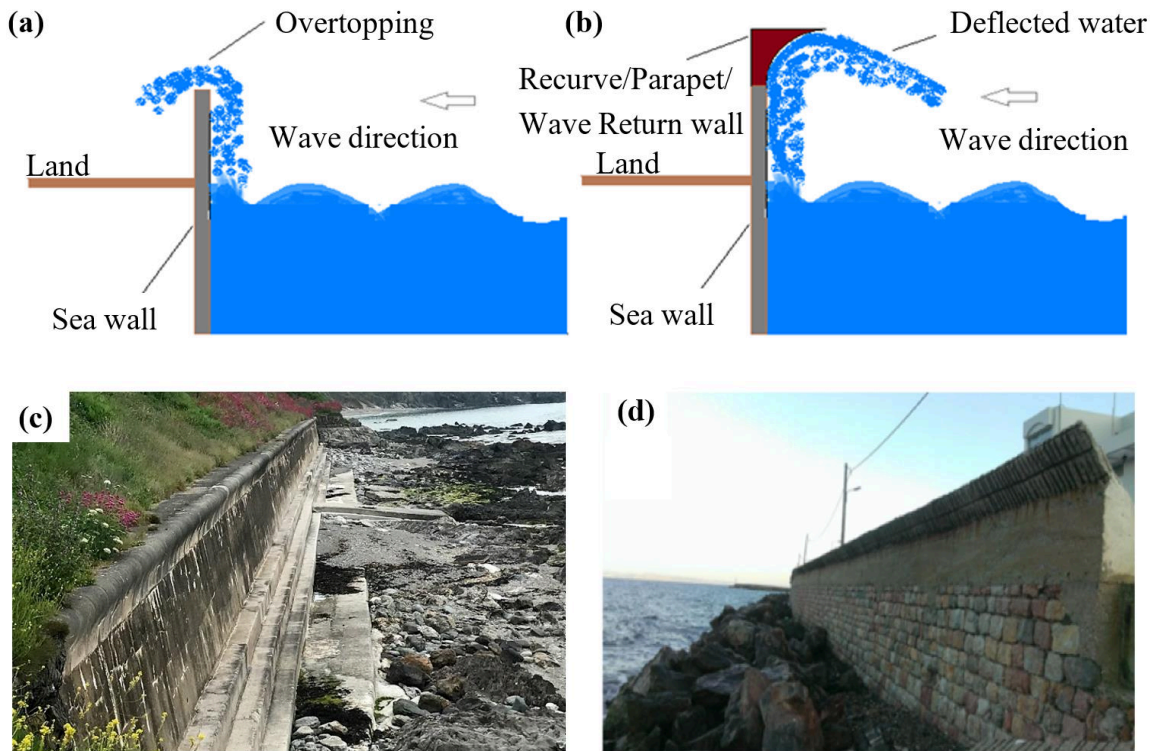 (a)
Overtopping
Wave direction
Land
Sea wall
(b)
Deflected water
Recurve/Parapet/
Wave Return wall
Wave direction
Land
Sea wall
(c)
(d)